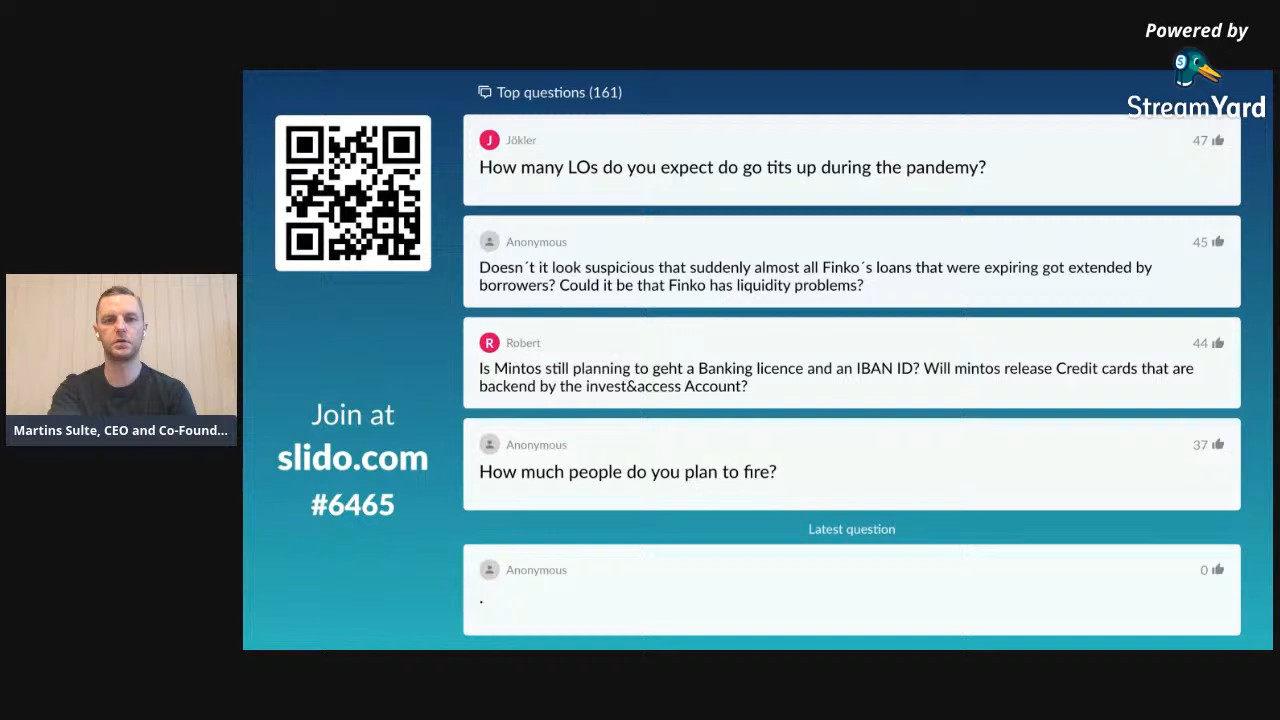 Powered by
StreamYard
Top questions (161)
J Jökler 47
How many LOs do you expect do go tits up during the pandemy?
Anonymous 45
Doesn´t it look suspicious that suddenly almost all Finko´s loans that were expiring got extended by
borrowers? Could it be that Finko has liquidity problems?
R Robert 44
Is Mintos still planning to geht a Banking licence and an IBAN ID? Will mintos release Credit cards that are
backend by the invest&access Account?
Anonymous 37
How much people do you plan to fire?
Latest question
Anonymous 0
.
Join at
slido.com
#6465
Martins Sulte, CEO and Co-Found...